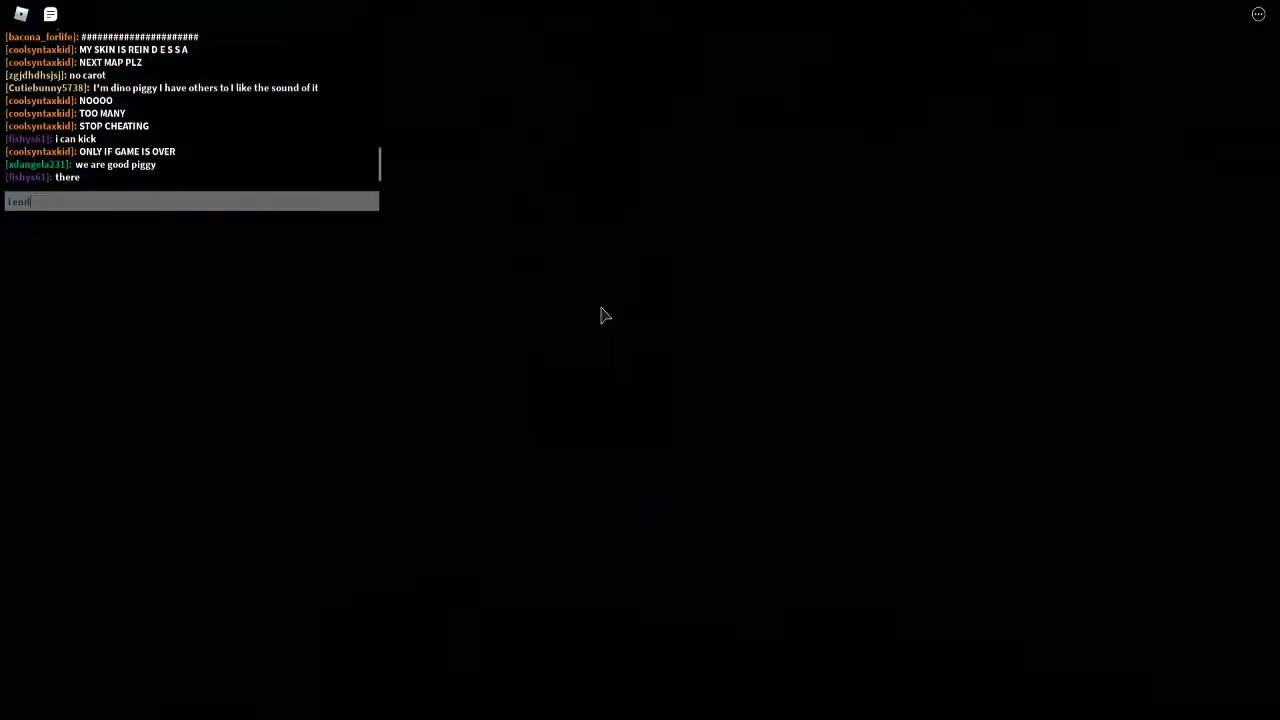 [bacona_forlife]: ######################
[coolsyntaxkid]: MY SKIN IS REIN D E S S A
[coolsyntaxkid]: NEXT MAP PLZ
[zgjdhdhsjsj]: no carot
[Cutiebunny5738]: I'm dino piggy I have others to I like the sound of it
[coolsyntaxkid]: NOOOO
[coolsyntaxkid]: TOO MANY
[coolsyntaxkid]: STOP CHEATING
[fishys61]: i can kick
[coolsyntaxkid]: ONLY IF GAME IS OVER
[xdangela231]: we are good piggy
[fishys61]: there
iend